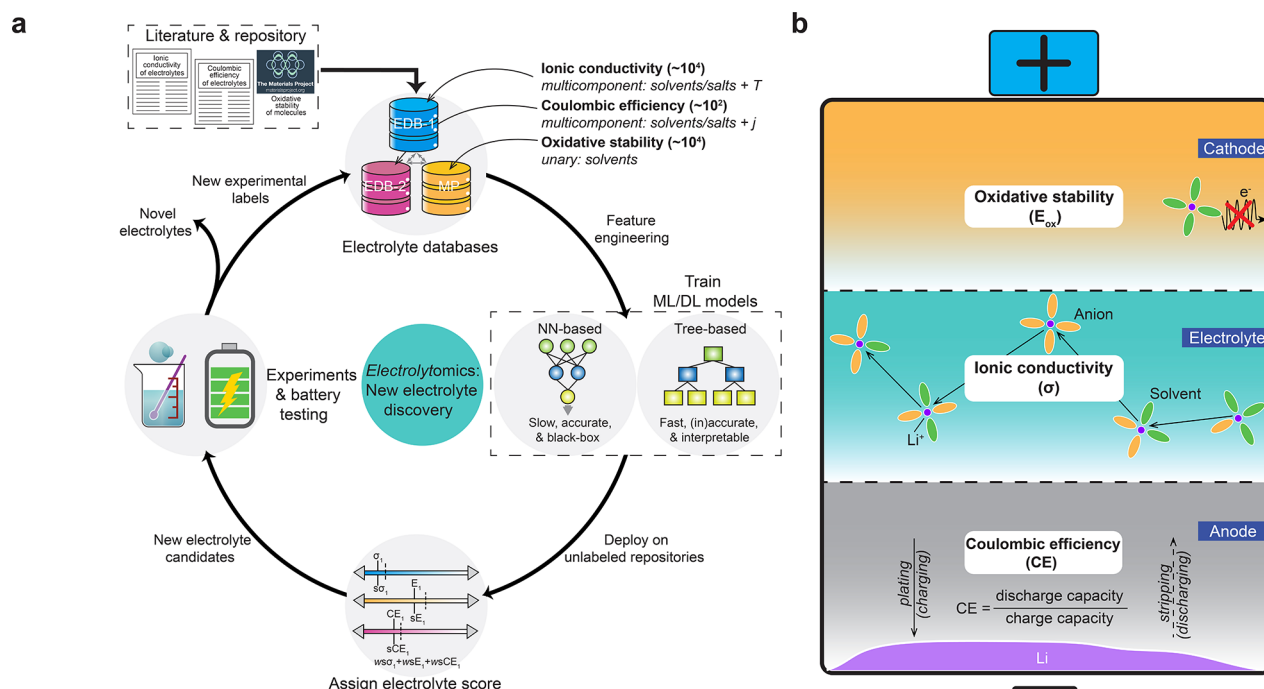 a
Literature & repository
Ionic
conductivity
of electrolytes
Coulombic
efficiency
of electrolytes
The Materials Project
materialsproject.org
Oxidative
stability
of molecules
EDB-1
EDB-2
MP
Electrolyte databases
Ionic conductivity (~10⁴)
multicomponent: solvents/salts + T
Coulombic efficiency (~10²)
multicomponent: solvents/salts + j
Oxidative stability (~10⁴)
unary: solvents
New experimental
labels
Novel
electrolytes
Feature
engineering
Train
ML/DL models
NN-based
Slow, accurate,
& black-box
Tree-based
Fast, (in)accurate,
& interpretable
Electrolytomics:
New electrolyte
discovery
Experiments
& battery
testing
New electrolyte
candidates
Deploy on
unlabeled repositories
σ₁
sσ₁
E₁
sE₁
CE₁
sCE₁
wsσ₁+wsE₁+wsCE₁
Assign electrolyte score
b
+
Cathode
Oxidative stability
(Eₒₓ)
e⁻
Electrolyte
Anion
Ionic conductivity
(σ)
Solvent
Li⁺
Anode
Coulombic efficiency
(CE)
plating
(charging)
CE = discharge capacity
charge capacity
stripping
(discharging)
Li